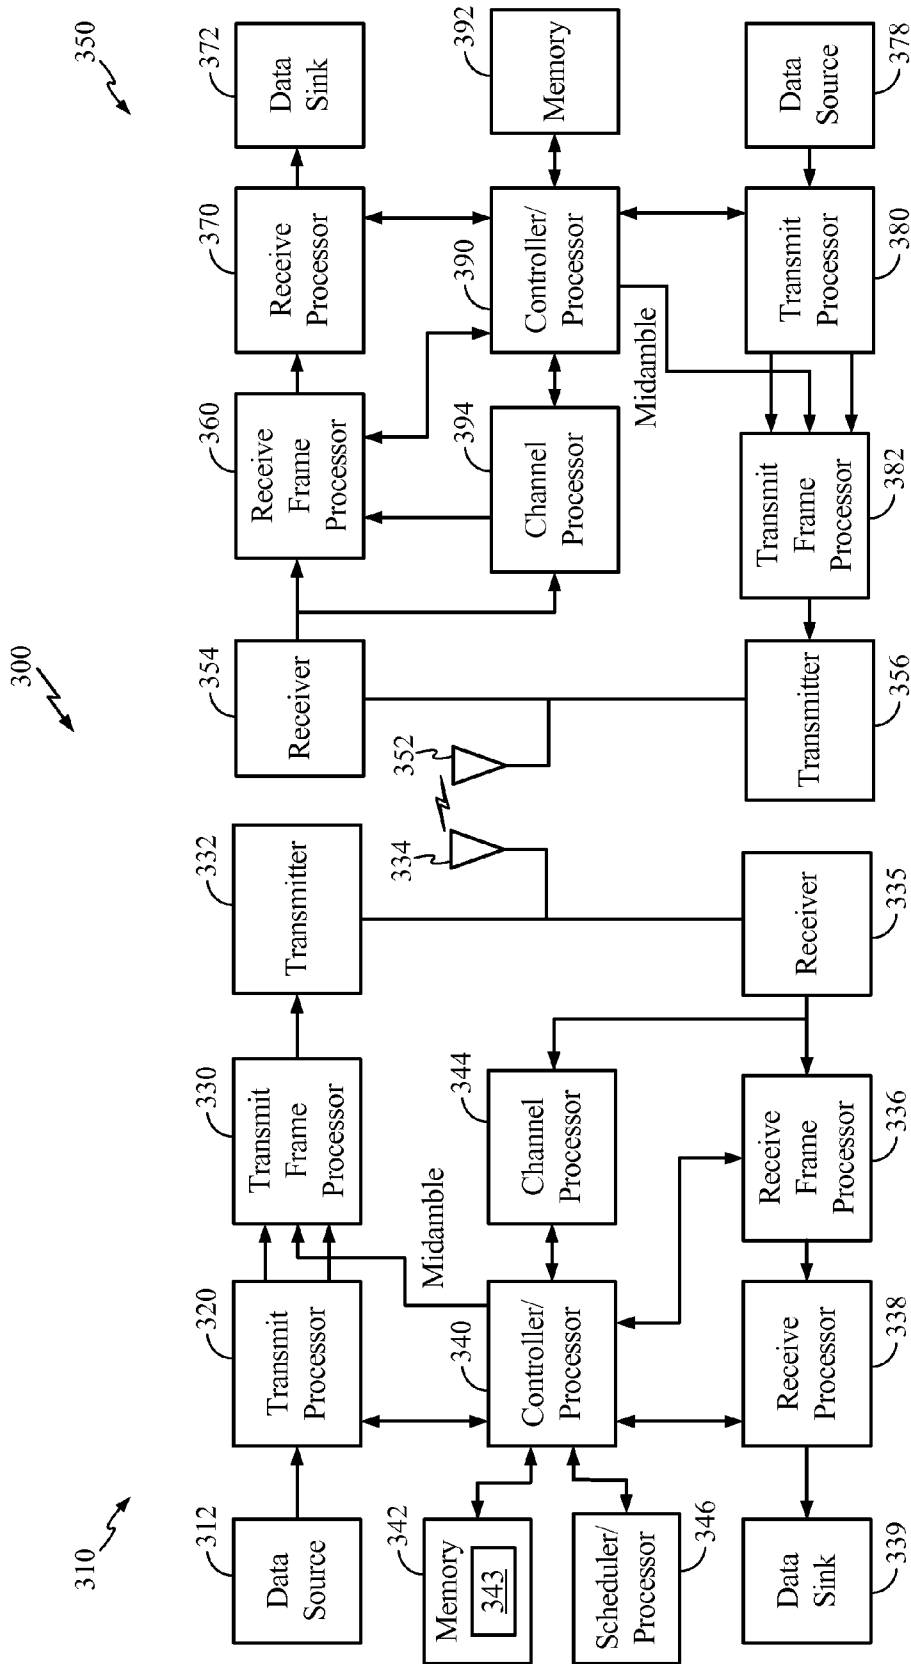 300
310
350
312
Data
Source
320
Transmit
Processor
330
Transmit
Frame
Processor
332
Transmitter
354
Receiver
360
Receive
Frame
Processor
370
Receive
Processor
372
Data
Sink
Midamble
334
352
342
Memory
343
340
Controller/
Processor
344
Channel
Processor
394
Channel
Processor
390
Controller/
Processor
392
Memory
Scheduler/
Processor
346
Midamble
Data
Sink
339
Receive
Processor
338
Receive
Frame
Processor
336
Receiver
335
Transmitter
356
Transmit
Frame
Processor
382
Transmit
Processor
380
Data
Source
378